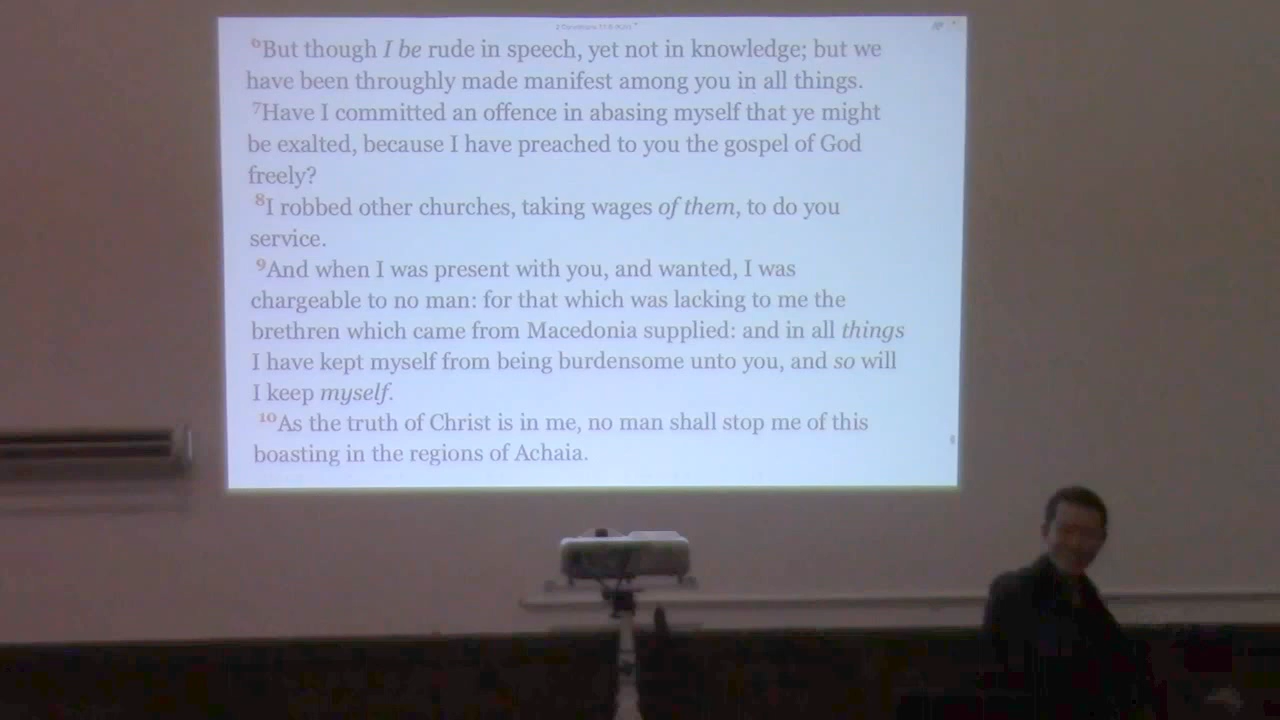 ⁶But though I be rude in speech, yet not in knowledge; but we
have been throughly made manifest among you in all things.
⁷Have I committed an offence in abasing myself that ye might
be exalted, because I have preached to you the gospel of God
freely?
⁸I robbed other churches, taking wages of them, to do you
service.
⁹And when I was present with you, and wanted, I was
chargeable to no man: for that which was lacking to me the
brethren which came from Macedonia supplied: and in all things
I have kept myself from being burdensome unto you, and so will
I keep myself.
¹⁰As the truth of Christ is in me, no man shall stop me of this
boasting in the regions of Achaia.